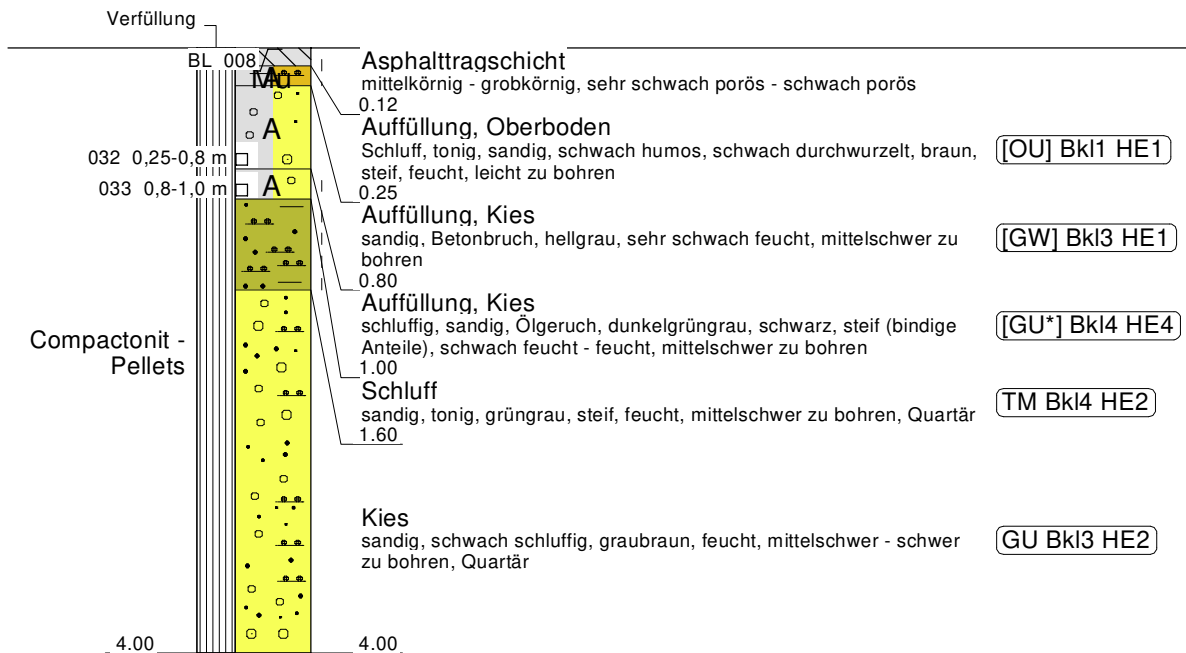 Verfüllung
BL 008
Asphalttragschicht
mittelkörnig - grobkörnig, sehr schwach porös - schwach porös
0.12
Mu
A
Auffüllung, Oberboden
Schluff, tonig, sandig, schwach humos, schwach durchwurzelt, braun,
steif, feucht, leicht zu bohren
0.25
[OU] Bkl1 HE1
A
032 0,25-0,8 m
Auffüllung, Kies
sandig, Betonbruch, hellgrau, sehr schwach feucht, mittelschwer zu
bohren
0.80
[GW] Bkl3 HE1
033 0,8-1,0 m
A
Auffüllung, Kies
schluffig, sandig, Ölgeruch, dunkelgrüngrau, schwarz, steif (bindige
Anteile), schwach feucht - feucht, mittelschwer zu bohren
1.00
[GU*] Bkl4 HE4
Compactonit -
Pellets
Schluff
sandig, tonig, grüngrau, steif, feucht, mittelschwer zu bohren, Quartär
1.60
TM Bkl4 HE2
Kies
sandig, schwach schluffig, graubraun, feucht, mittelschwer - schwer
zu bohren, Quartär
GU Bkl3 HE2
4.00
4.00